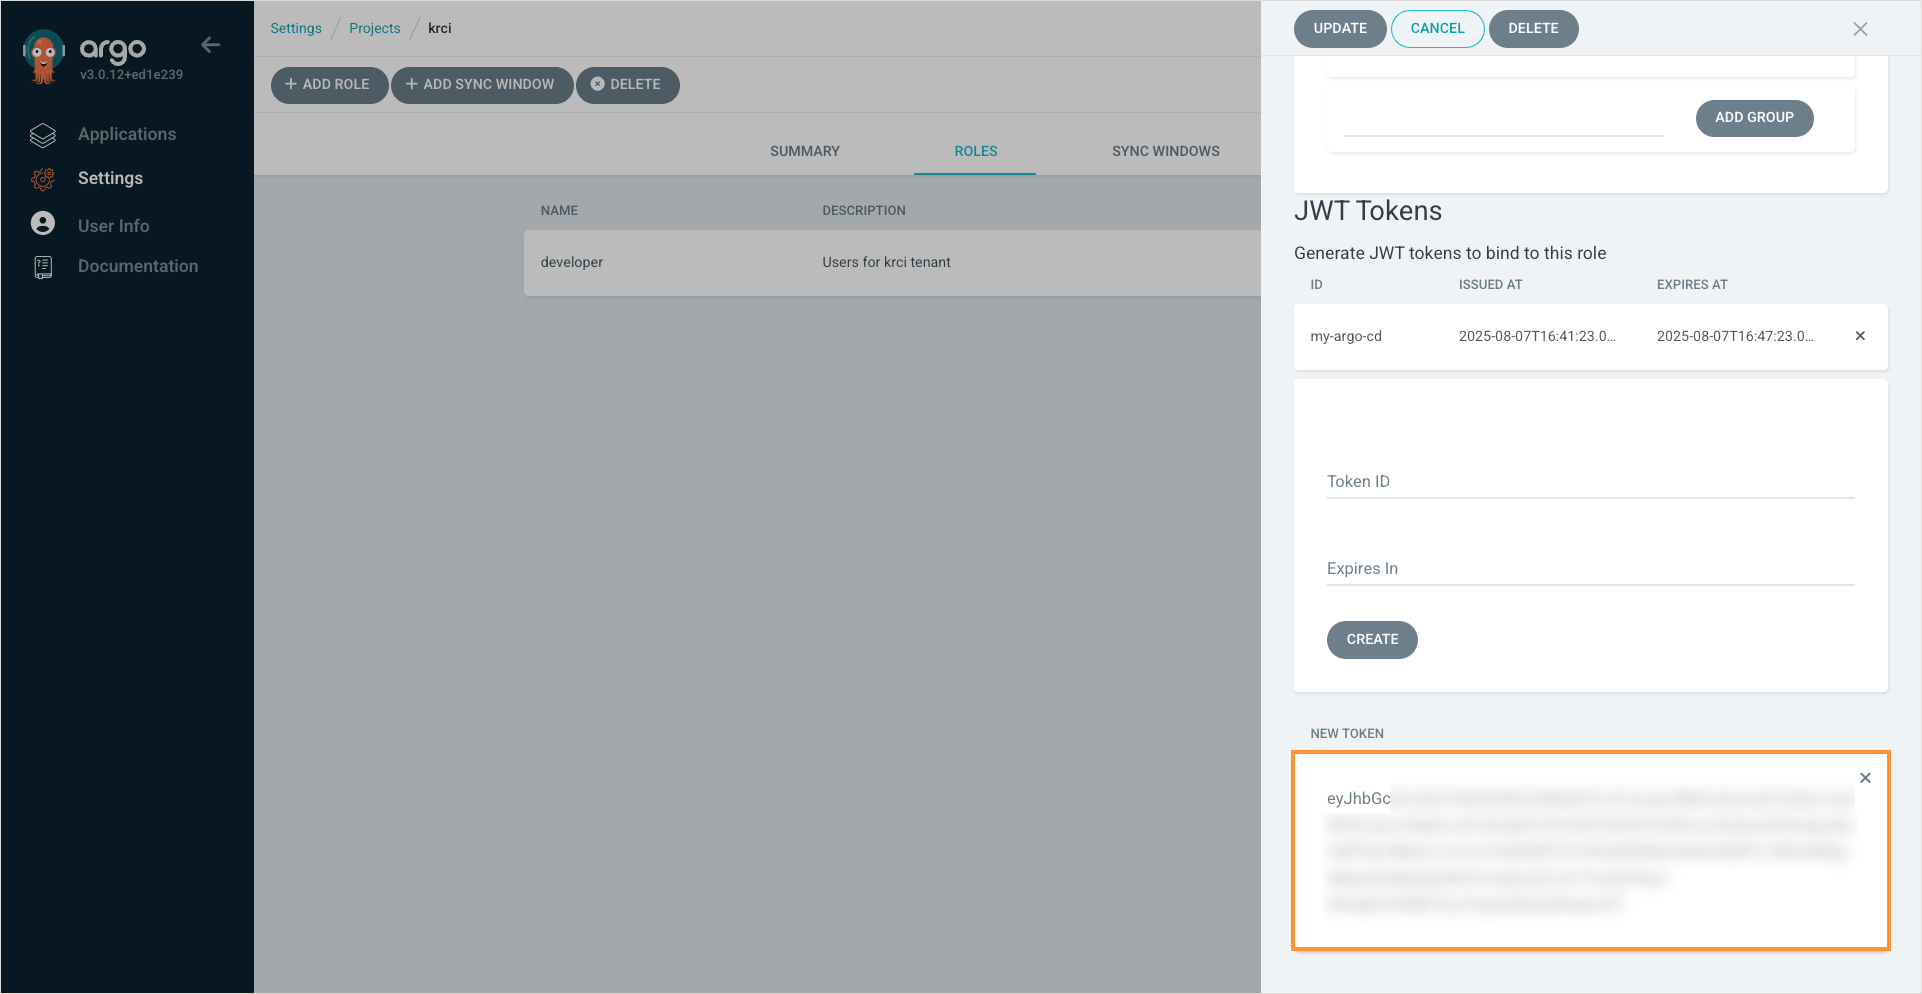 argo
v3.0.12+ed1e239
Applications
Settings
User Info
Documentation
Settings / Projects / krci
+ ADD ROLE
+ ADD SYNC WINDOW
DELETE
SUMMARY
ROLES
SYNC WINDOWS
NAME DESCRIPTION
developer Users for krci tenant
UPDATE
CANCEL
DELETE
ADD GROUP
JWT Tokens
Generate JWT tokens to bind to this role
ID ISSUED AT EXPIRES AT
my-argo-cd 2025-08-07T16:41:23.0... 2025-08-07T16:47:23.0...
Token ID
Expires In
CREATE
NEW TOKEN
eyJhbGc